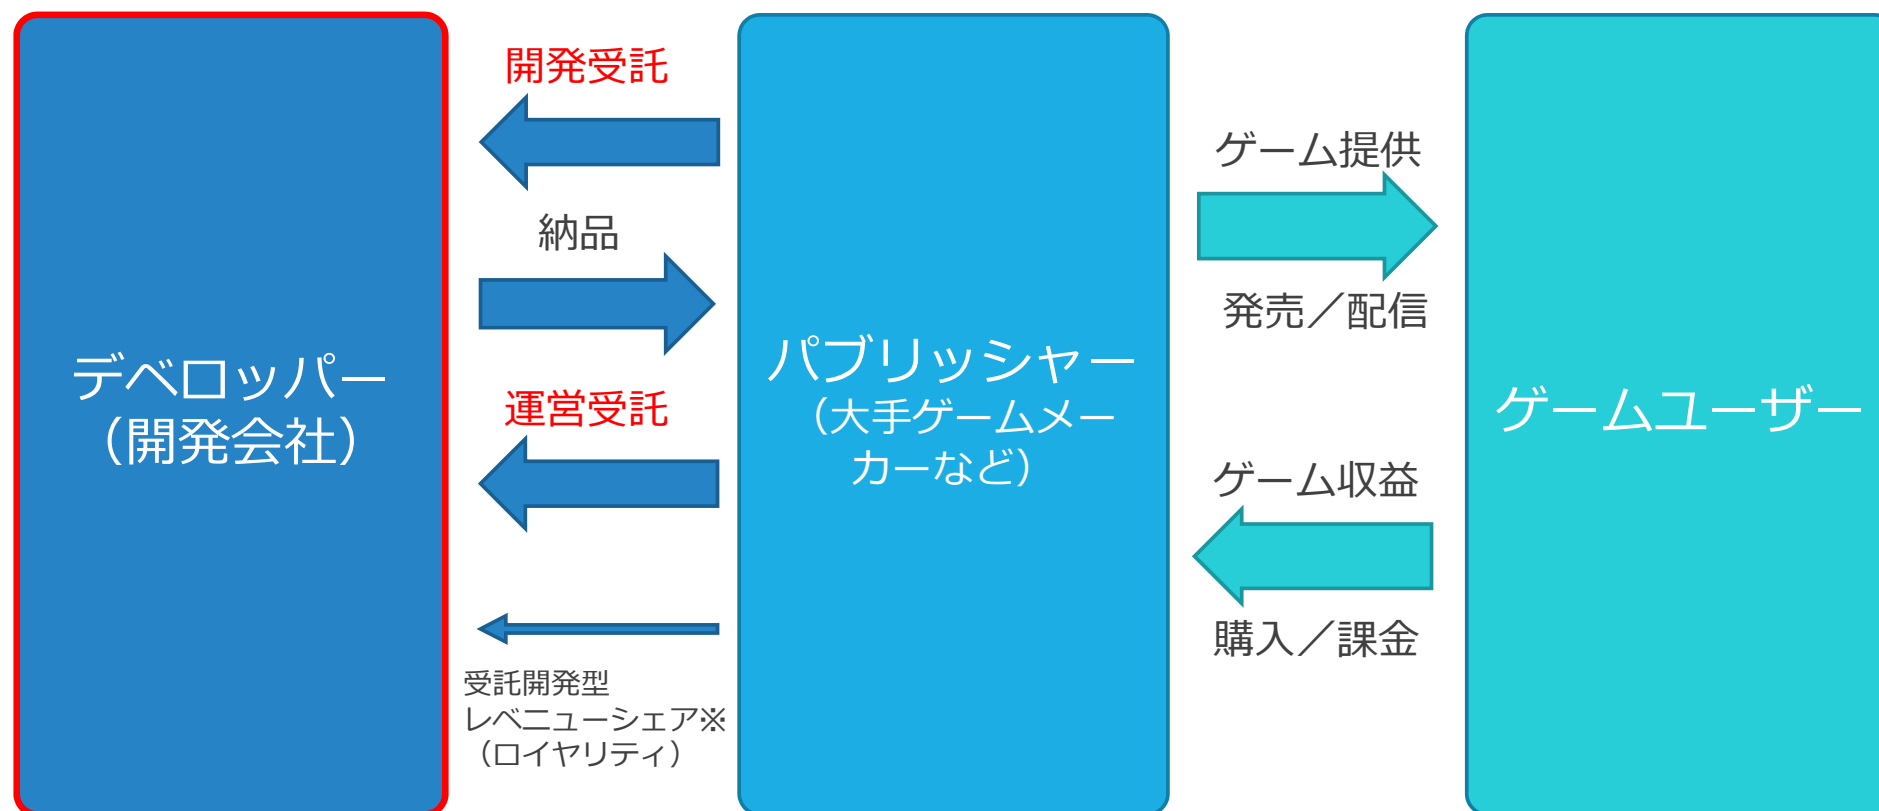 デベロッパー
（開発会社）
開発受託
納品
運営受託
受託開発型
レベニューシェア※
（ロイヤリティ）
パブリッシャー
（大手ゲームメー
カーなど）
ゲーム提供
発売／配信
ゲーム収益
購入／課金
ゲームユーザー